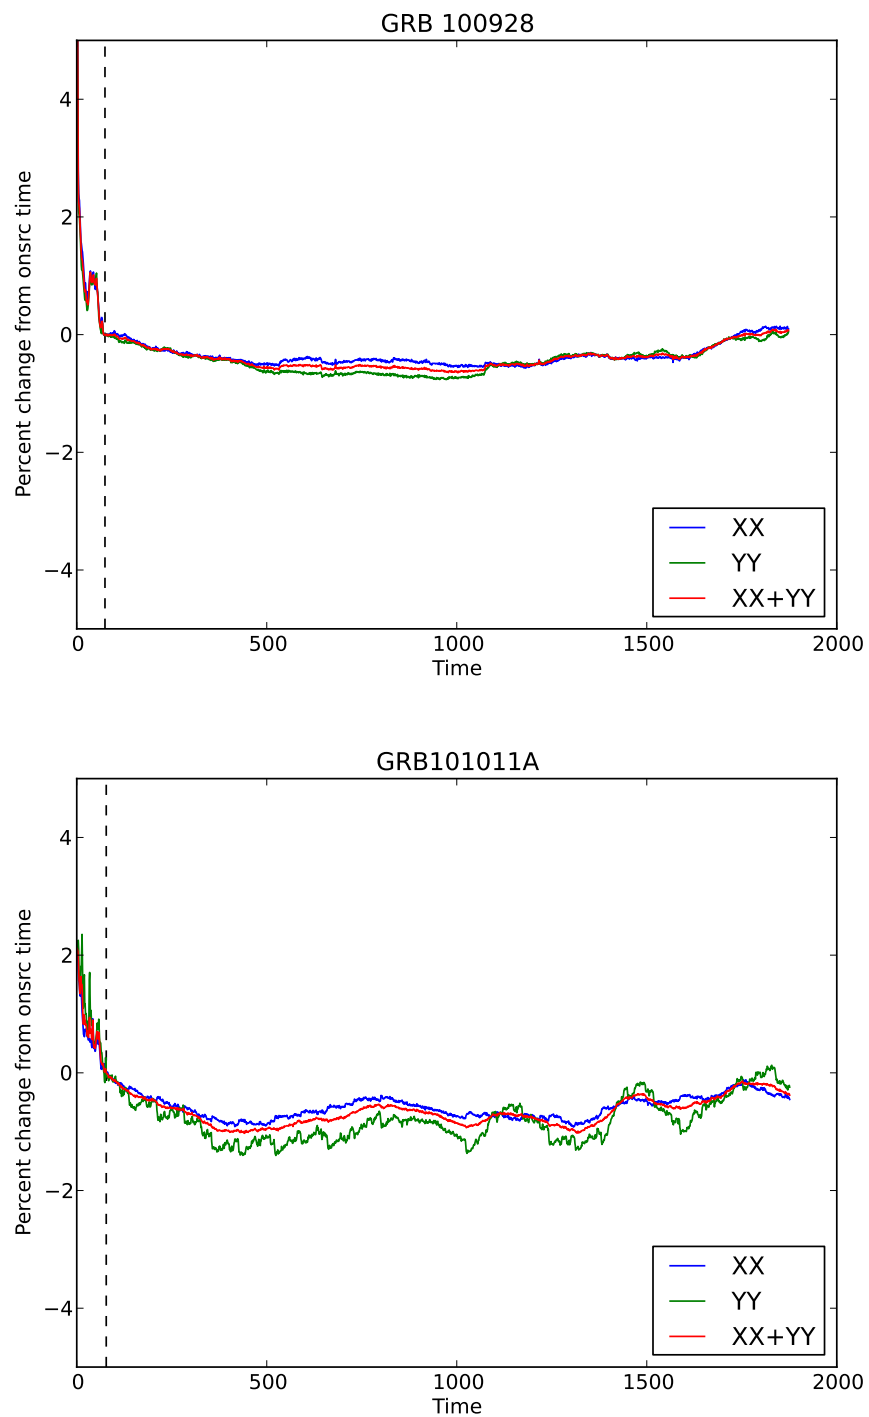 GRB 100928
4
2
0
−2
−4
Percent change from onsrc time
XX
YY
XX+YY
0 500 1000 1500 2000
Time
GRB101011A
4
2
0
−2
−4
Percent change from onsrc time
XX
YY
XX+YY
0 500 1000 1500 2000
Time